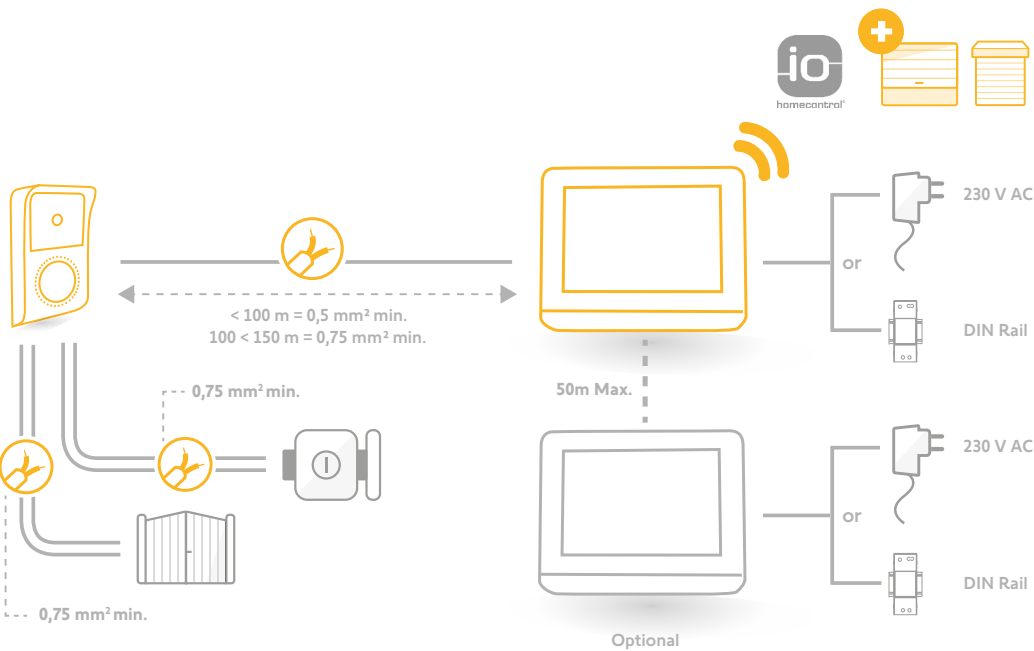 io
homecontrol®
230 V AC
or
DIN Rail
< 100 m = 0,5 mm² min.
100 < 150 m = 0,75 mm² min.
50m Max.
0,75 mm² min.
230 V AC
or
DIN Rail
0,75 mm² min.
Optional